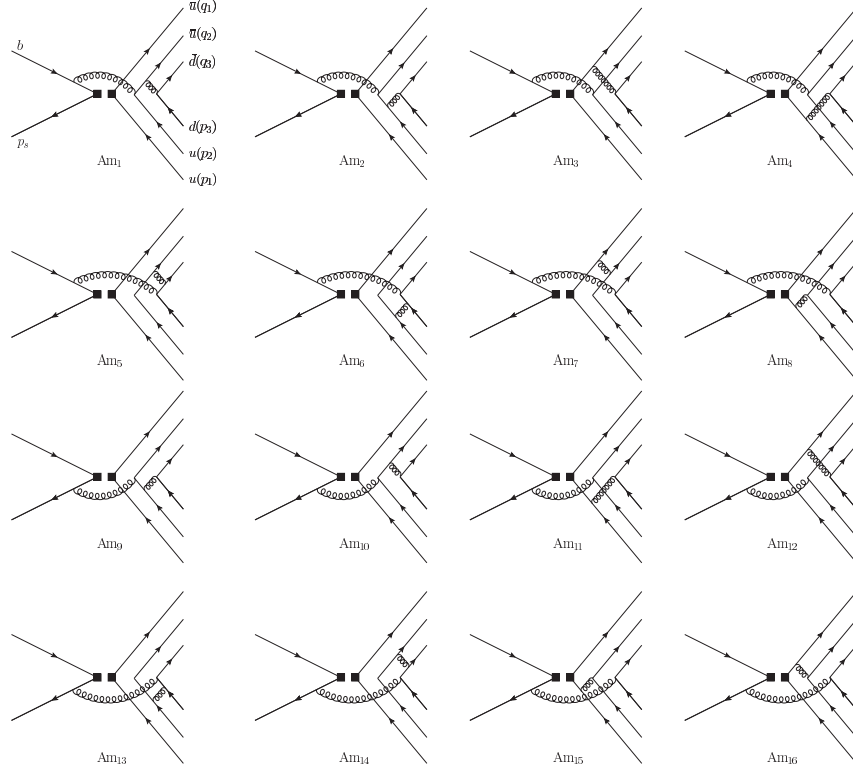 b
p_s
ū(q₁)
ū(q₂)
d̄(q₃)
d(p₃)
u(p₂)
u(p₁)
Am₁ Am₂ Am₃ Am₄
Am₅ Am₆ Am₇ Am₈
Am₉ Am₁₀ Am₁₁ Am₁₂
Am₁₃ Am₁₄ Am₁₅ Am₁₆